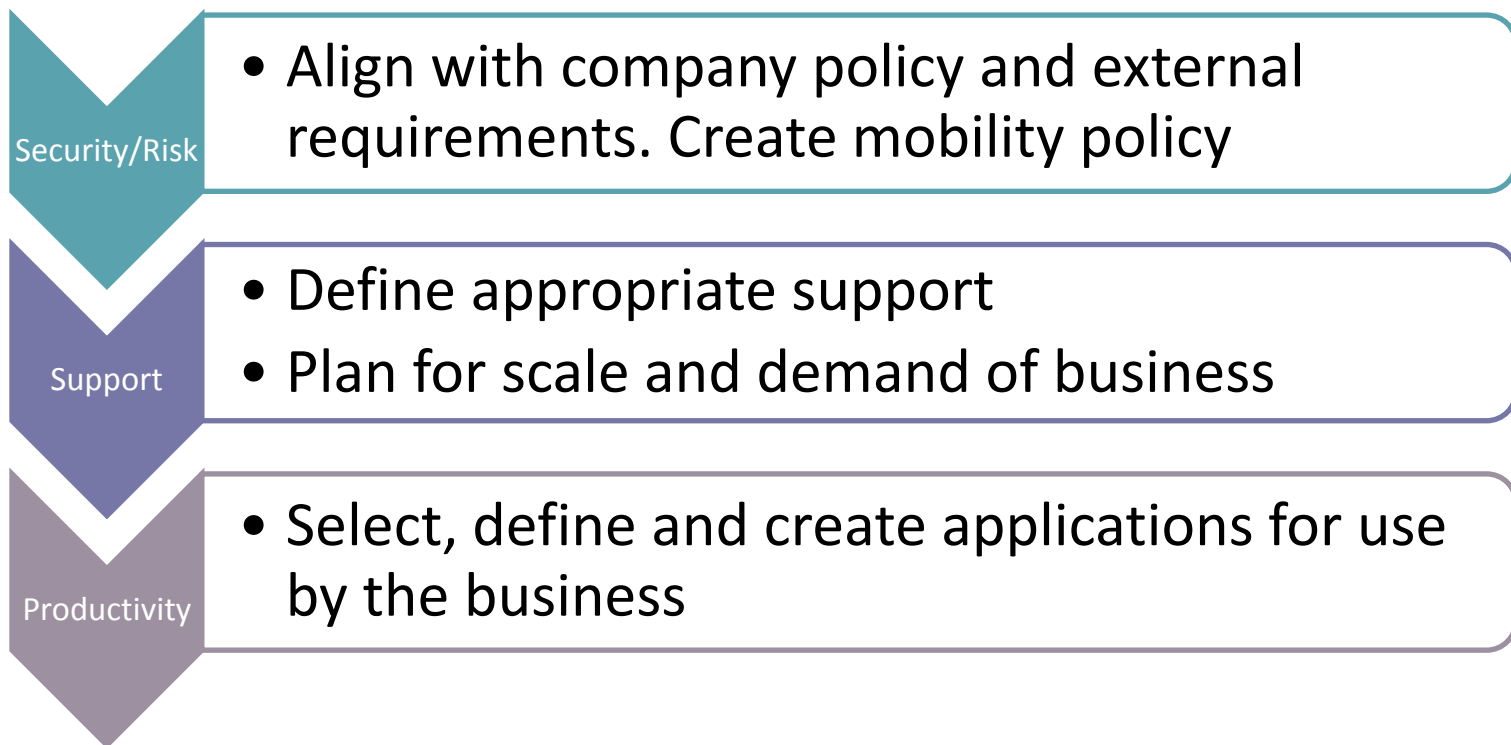 Security/Risk
• Align with company policy and external
requirements. Create mobility policy
Support
• Define appropriate support
• Plan for scale and demand of business
Productivity
• Select, define and create applications for use
by the business